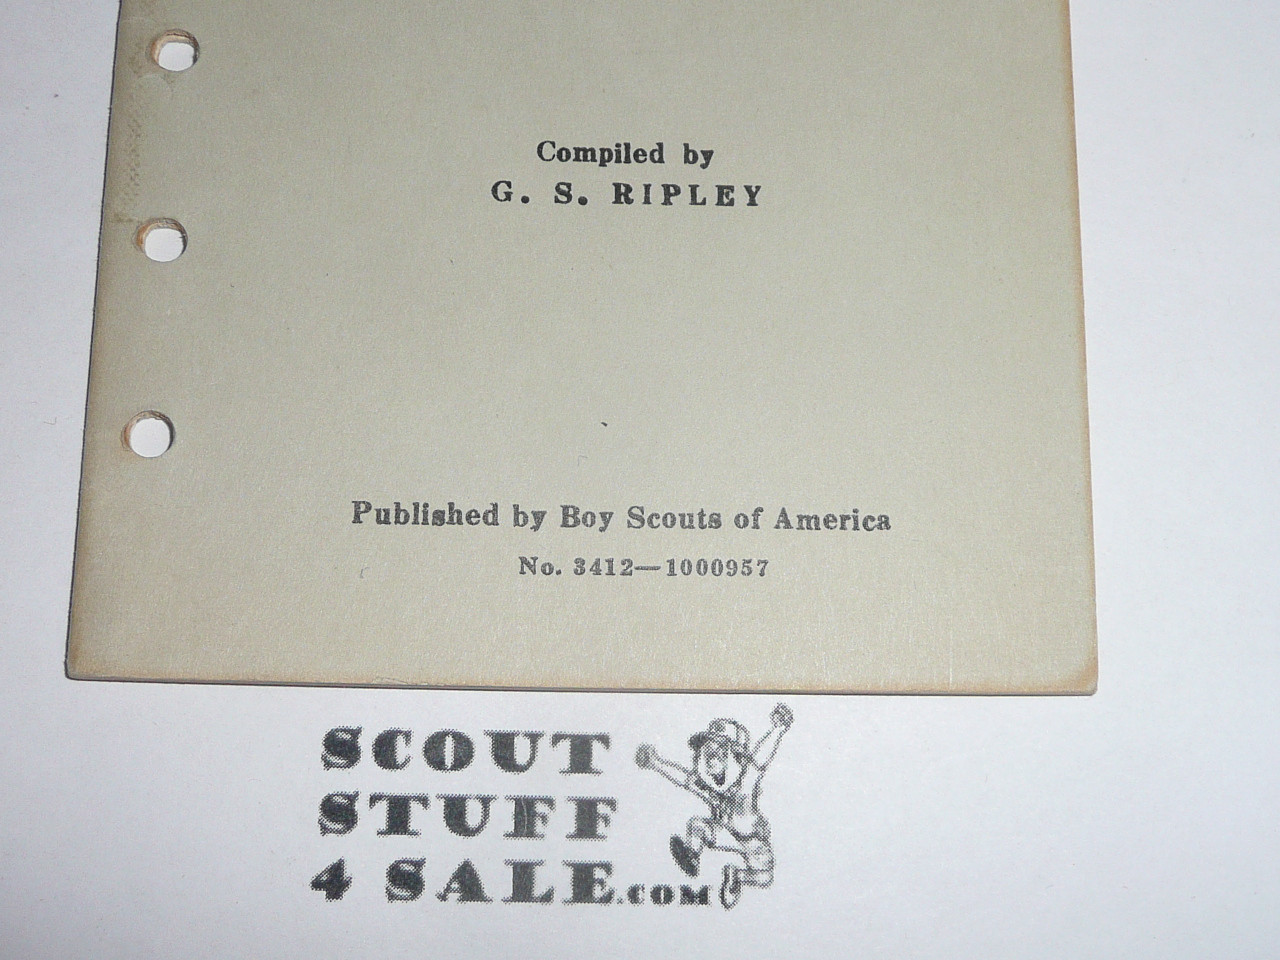 Compiled by
G. S. RIPLEY
Published by Boy Scouts of America
No. 3412—1000957
SCOUT
STUFF
4 SALE.COM